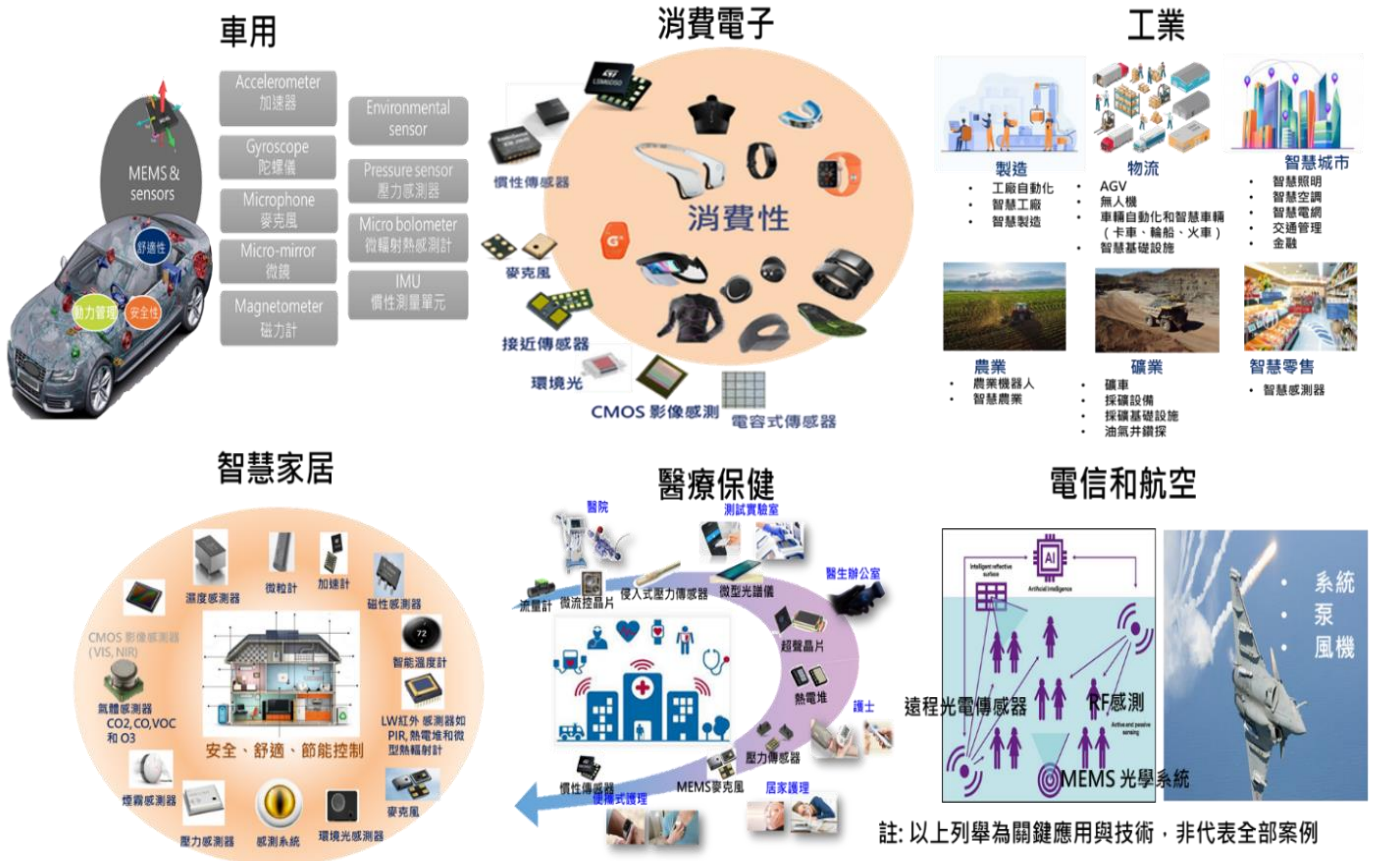 車用
MEMS &
sensors
Accelerometer
加速器
Gyroscope
陀螺儀
Microphone
麥克風
Micro-mirror
微鏡
Magnetometer
磁力計
Environmental
sensor
Pressure sensor
壓力感測器
Micro bolometer
微輻射熱感測計
IMU
慣性測量單元
舒適性
動力管理
安全性
消費電子
消費性
慣性傳感器
麥克風
接近傳感器
環境光
CMOS 影像感測
電容式傳感器
工業
製造
• 工廠自動化
• 智慧工廠
• 智慧製造
物流
• AGV
• 無人機
• 車輛自動化和智慧車輛
(卡車、輪船、火車)
• 智慧基礎設施
智慧城市
• 智慧照明
• 智慧空調
• 智慧電網
• 交通管理
• 金融
農業
• 農業機器人
• 智慧農業
礦業
• 礦車
• 採礦設備
• 採礦基礎設施
• 油氣井鑽探
智慧零售
• 智慧感測器
智慧家居
濕度感測器
微粒計
加速計
磁性感測器
CMOS 影像感測器
(VIS, NIR)
72
智能溫度計
氣體感測器
CO2,CO,VOC
和 O3
LW紅外 感測器如
PIR, 熱電堆和微
型熱輻射計
安全、舒適、節能控制
煙霧感測器
壓力感測器
感測系統
環境光感測器
麥克風
醫療保健
醫院
測試實驗室
醫生辦公室
流量計
微流控晶片
侵入式壓力傳感器
微型光譜儀
超聲晶片
熱電堆
護士
壓力傳感器
MEMS麥克風
慣性傳感器
便攜式護理
居家護理
電信和航空
Intelligent reflective
surface
AI
Artificial intelligence
遠程光電傳感器
RF感測
Active and passive
sensing
MEMS 光學系統
• 系統
• 泵
• 風機
註: 以上列舉為關鍵應用與技術，非代表全部案例